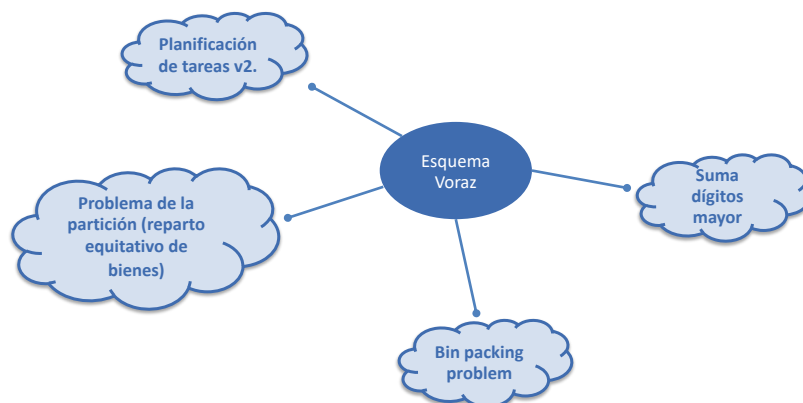 Planificación
de tareas v2.
Esquema
Voraz
Suma
dígitos
mayor
Problema de la
partición (reparto
equitativo de
bienes)
Bin packing
problem